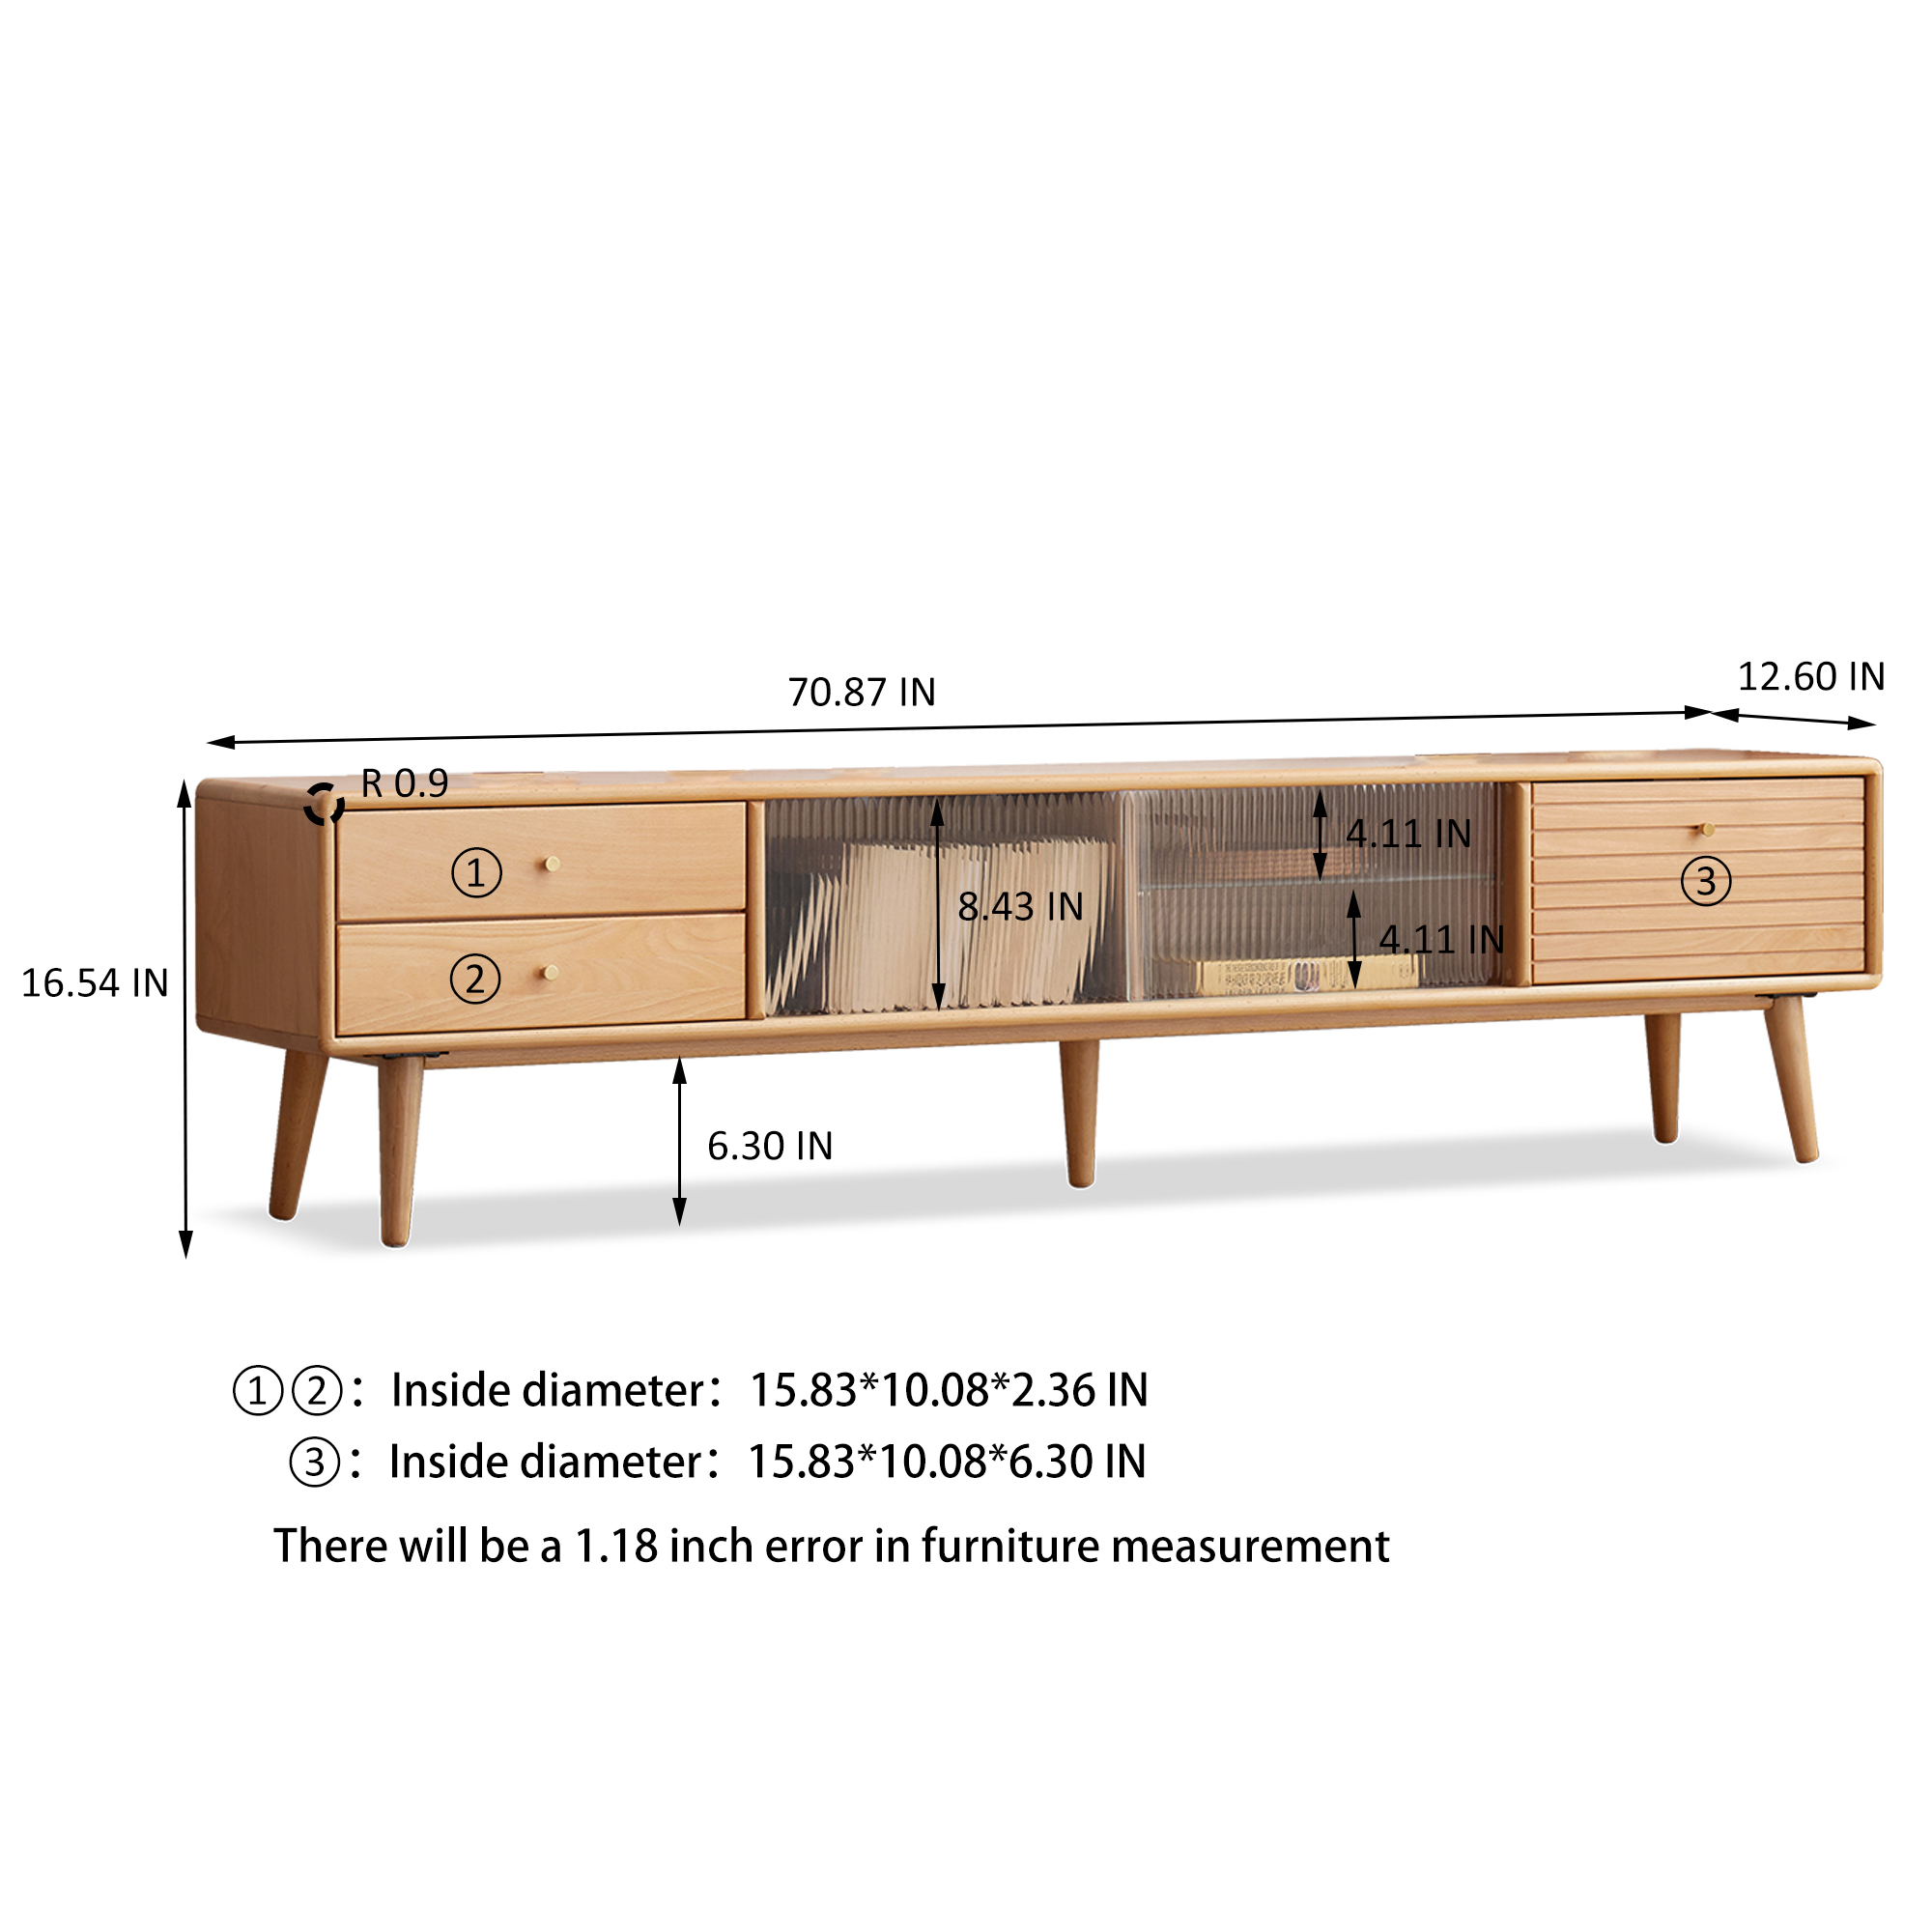 70.87 IN
12.60 IN
R 0.9
①
4.11 IN
③
8.43 IN
4.11 IN
②
16.54 IN
6.30 IN
①②： Inside diameter：15.83*10.08*2.36 IN
③： Inside diameter：15.83*10.08*6.30 IN
There will be a 1.18 inch error in furniture measurement